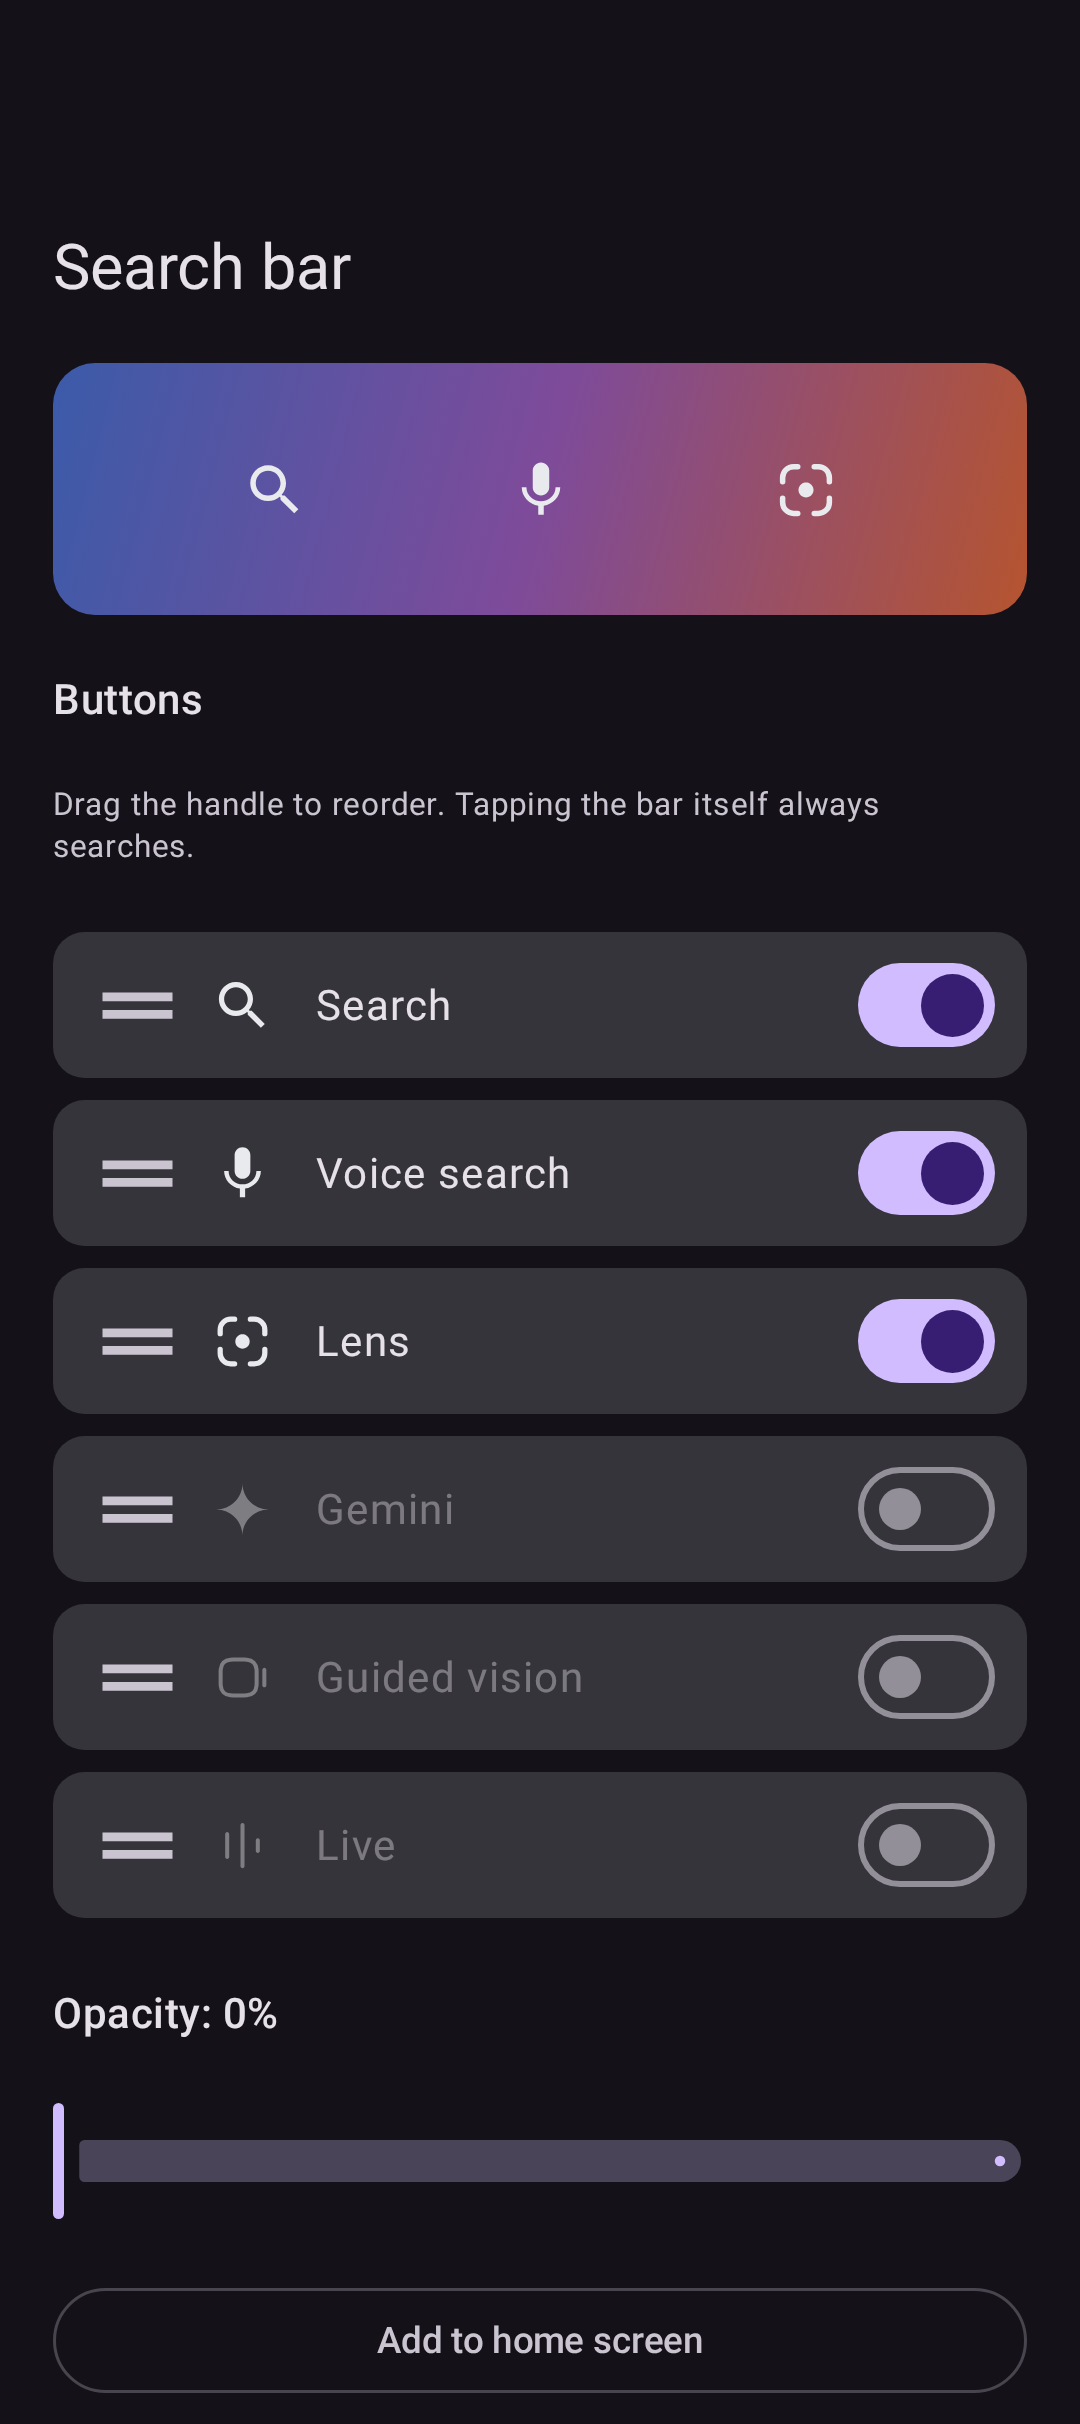 Search bar
Buttons
Drag the handle to reorder. Tapping the bar itself always
searches.
Search
Voice search
Lens
Gemini
Guided vision
Live
Opacity: 0%
Add to home screen